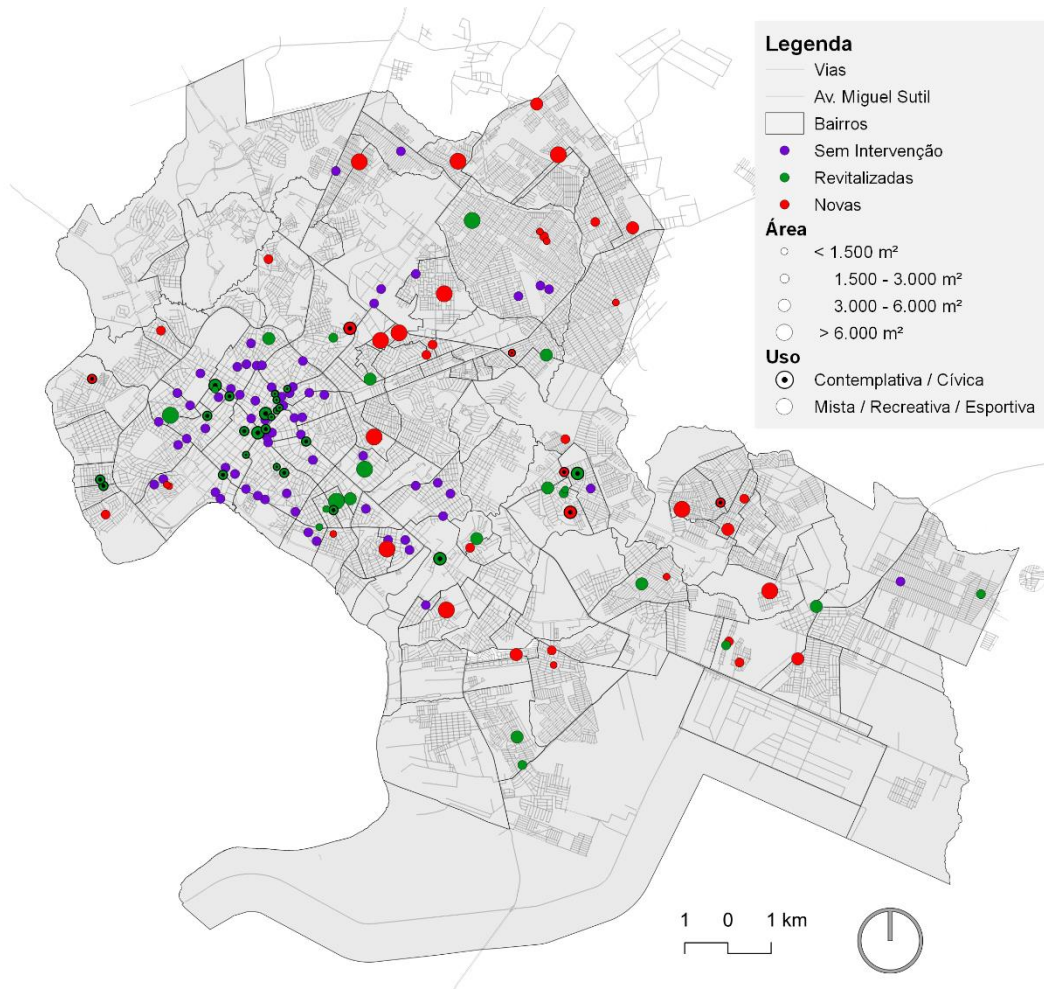 Legenda
Vias
Av. Miguel Sutil
Bairros
Sem Intervenção
Revitalizadas
Novas
Área
< 1.500 m²
1.500 - 3.000 m²
3.000 - 6.000 m²
> 6.000 m²
Uso
Contemplativa / Cívica
Mista / Recreativa / Esportiva
1 0 1 km